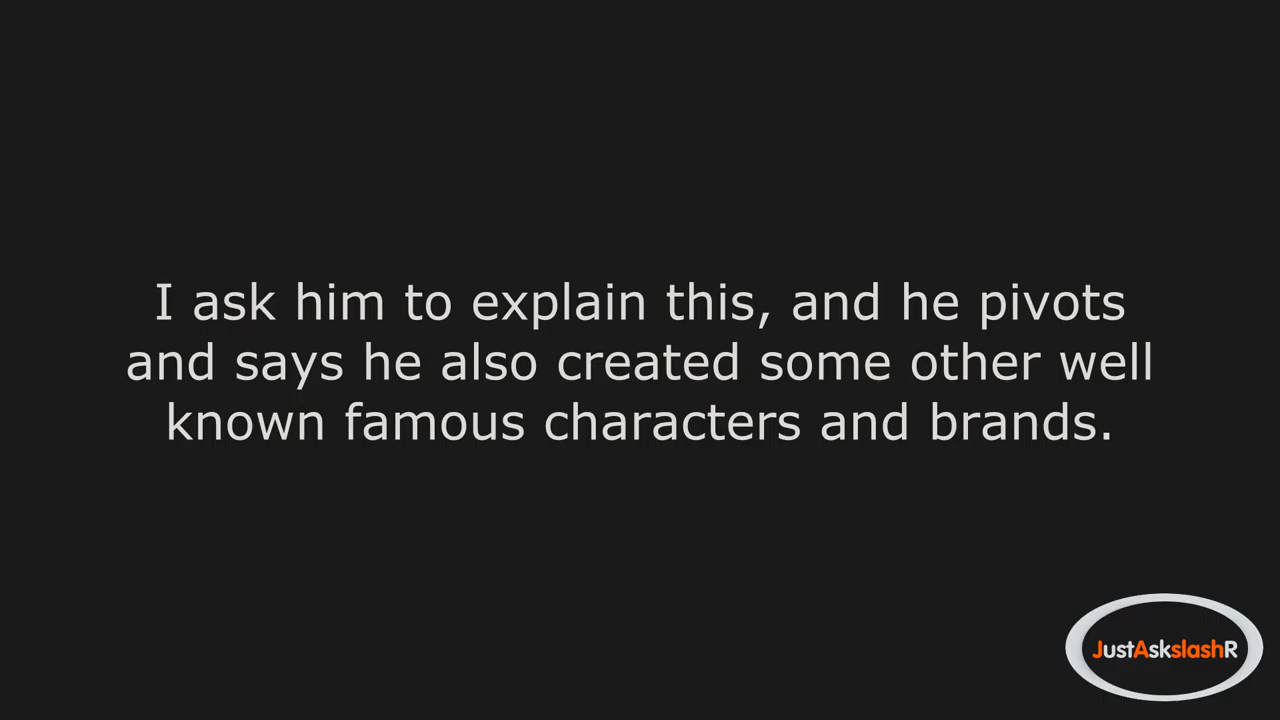 I ask him to explain this, and he pivots
and says he also created some other well
known famous characters and brands.
JustAskslashR